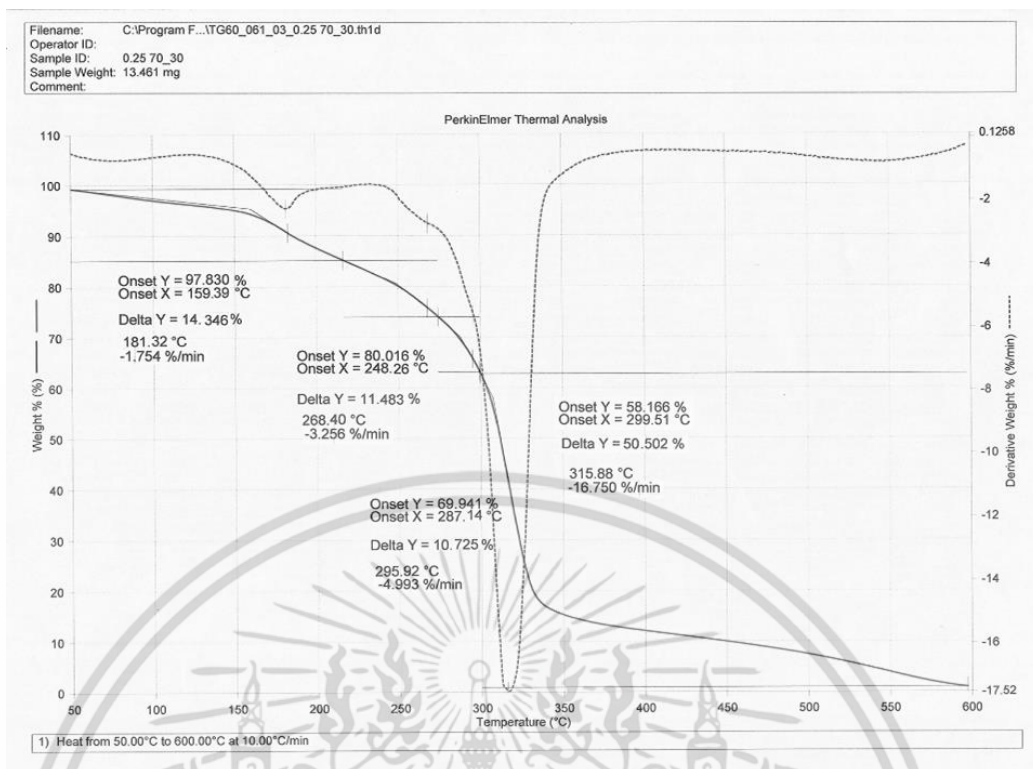 Filename: C:\Program F...\TG60_061_03_0.25 70_30.th1d
Operator ID:
Sample ID: 0.25 70_30
Sample Weight: 13.461 mg
Comment:
PerkinElmer Thermal Analysis
110
100
90
80
70
60
50
40
30
20
10
0
Weight % (%)
0.1258
-2
-4
-6
-8
-10
-12
-14
-16
-17.52
Derivative Weight % (%/min)
Onset Y = 97.830 %
Onset X = 159.39 °C
Delta Y = 14.346 %
181.32 °C
-1.754 %/min
Onset Y = 80.016 %
Onset X = 248.26 °C
Delta Y = 11.483 %
268.40 °C
-3.256 %/min
Onset Y = 58.166 %
Onset X = 299.51 °C
Delta Y = 50.502 %
315.88 °C
-16.750 %/min
Onset Y = 69.941 %
Onset X = 287.14 °C
Delta Y = 10.725 %
295.92 °C
-4.993 %/min
50 100 150 200 250 300 350 400 450 500 550 600
Temperature (°C)
1) Heat from 50.00°C to 600.00°C at 10.00°C/min